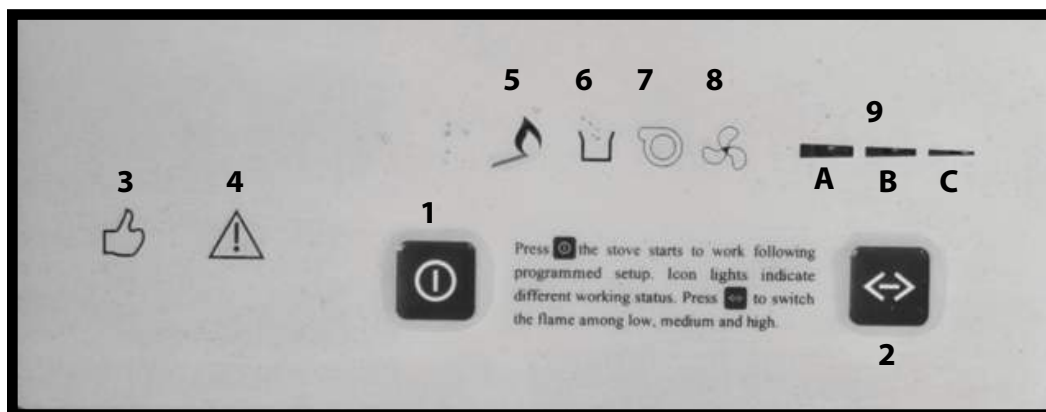 5 6 7 8
9
A B C
3 4
1
Press the stove starts to work following
programmed setup. Icon lights indicate
different working status. Press to switch
the flame among low, medium and high.
2